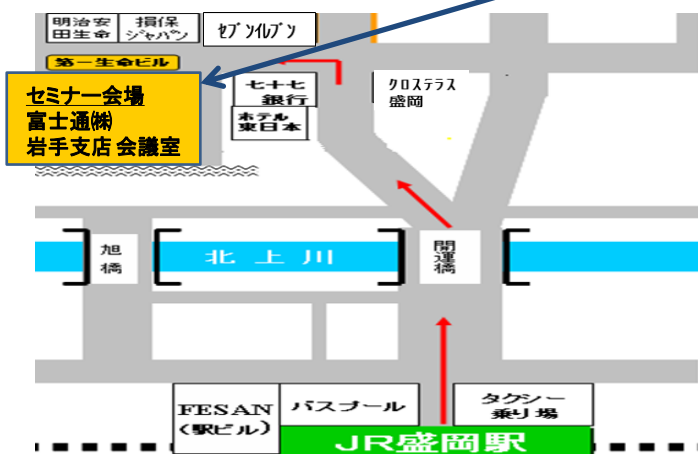 明治安
田生命
損保
ジャパン
ｾﾌﾞﾝｲﾚﾌﾞﾝ
第一生命ビル
セミナー会場
富士通㈱
岩手支店 会議室
七十七
銀行
ホテル
東日本
ｸﾛｽﾃﾗｽ
盛岡
旭
橋
北上川
開
運
橋
FESAN
(駅ビル)
バスプール
タクシー
乗り場
JR盛岡駅